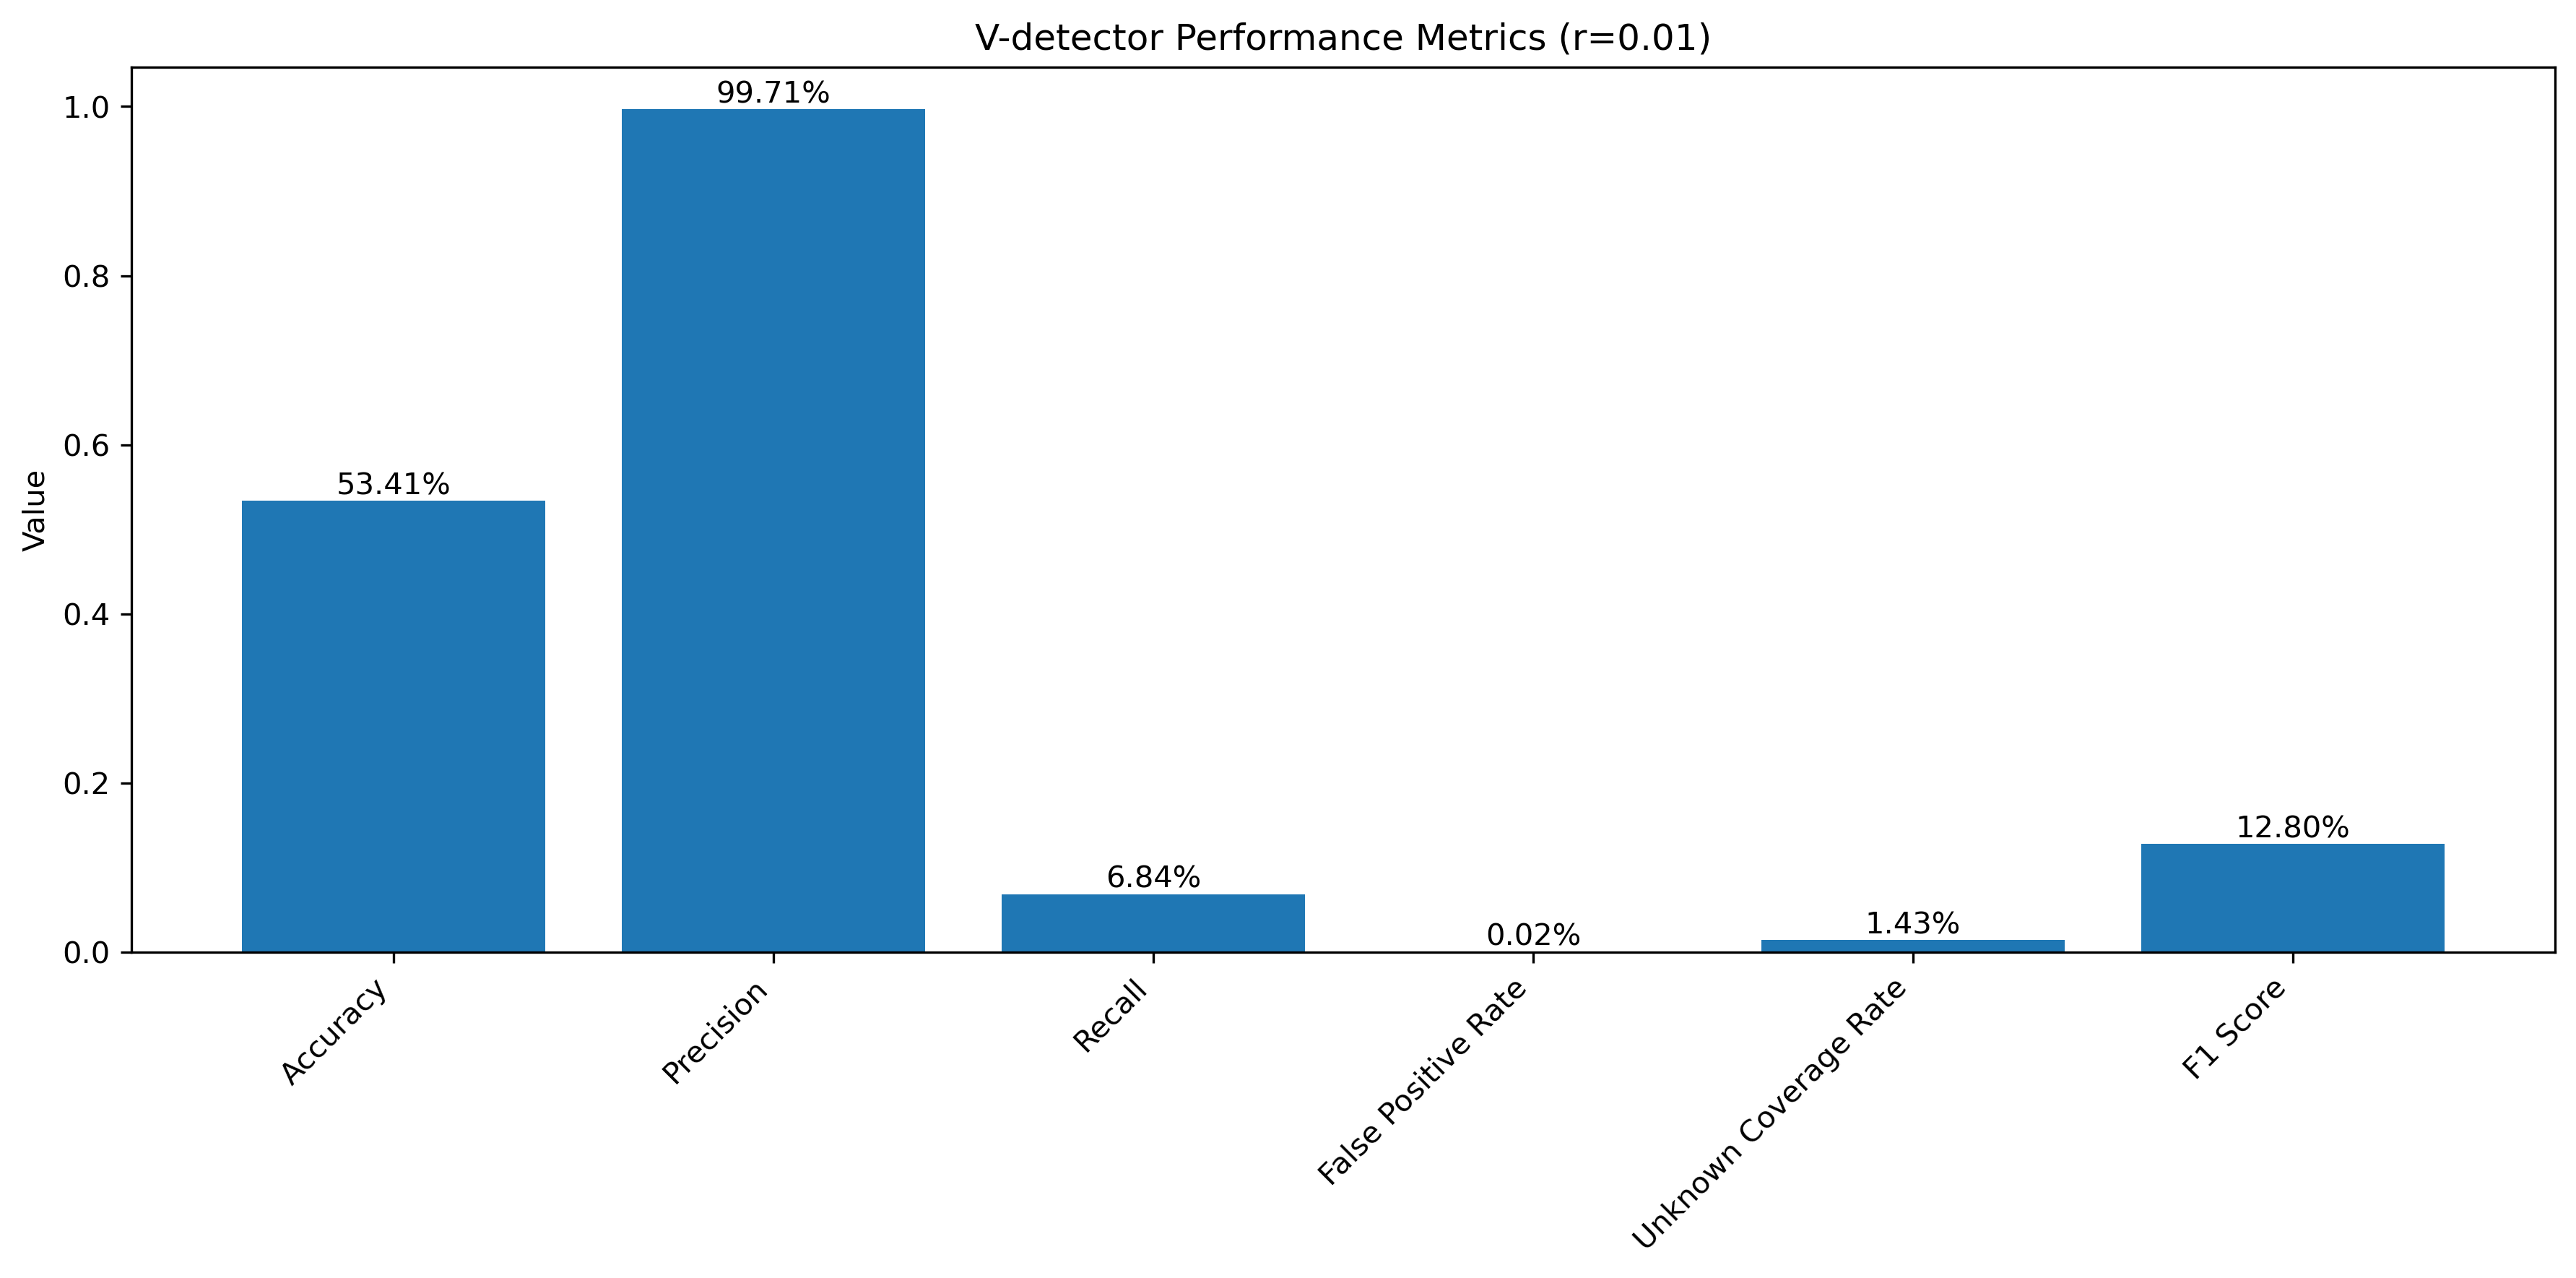 V-detector Performance Metrics (r=0.01)
1.0
0.8
0.6
0.4
0.2
0.0
Value
53.41%
99.71%
6.84%
0.02%
1.43%
12.80%
Accuracy
Precision
Recall
False Positive Rate
Unknown Coverage Rate
F1 Score